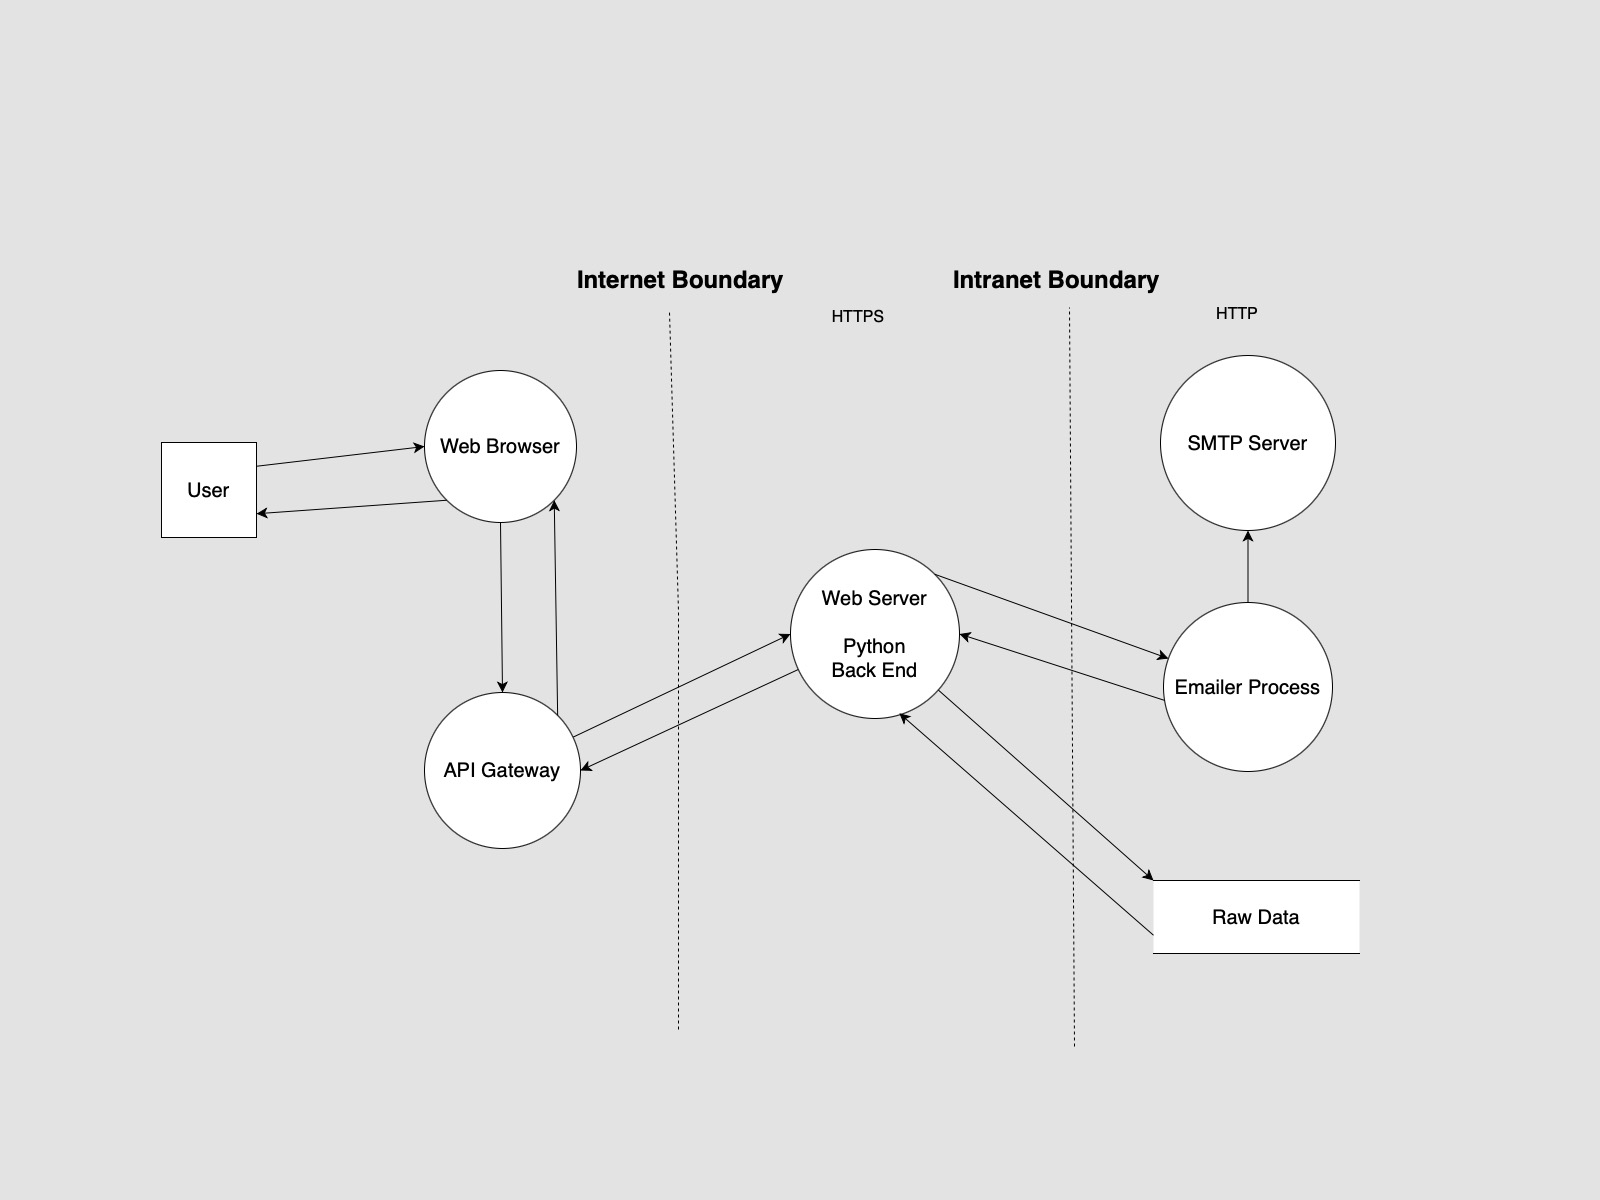 Internet Boundary
Intranet Boundary
HTTPS
HTTP
Web Browser
SMTP Server
User
Web Server
Python
Back End
Emailer Process
API Gateway
Raw Data